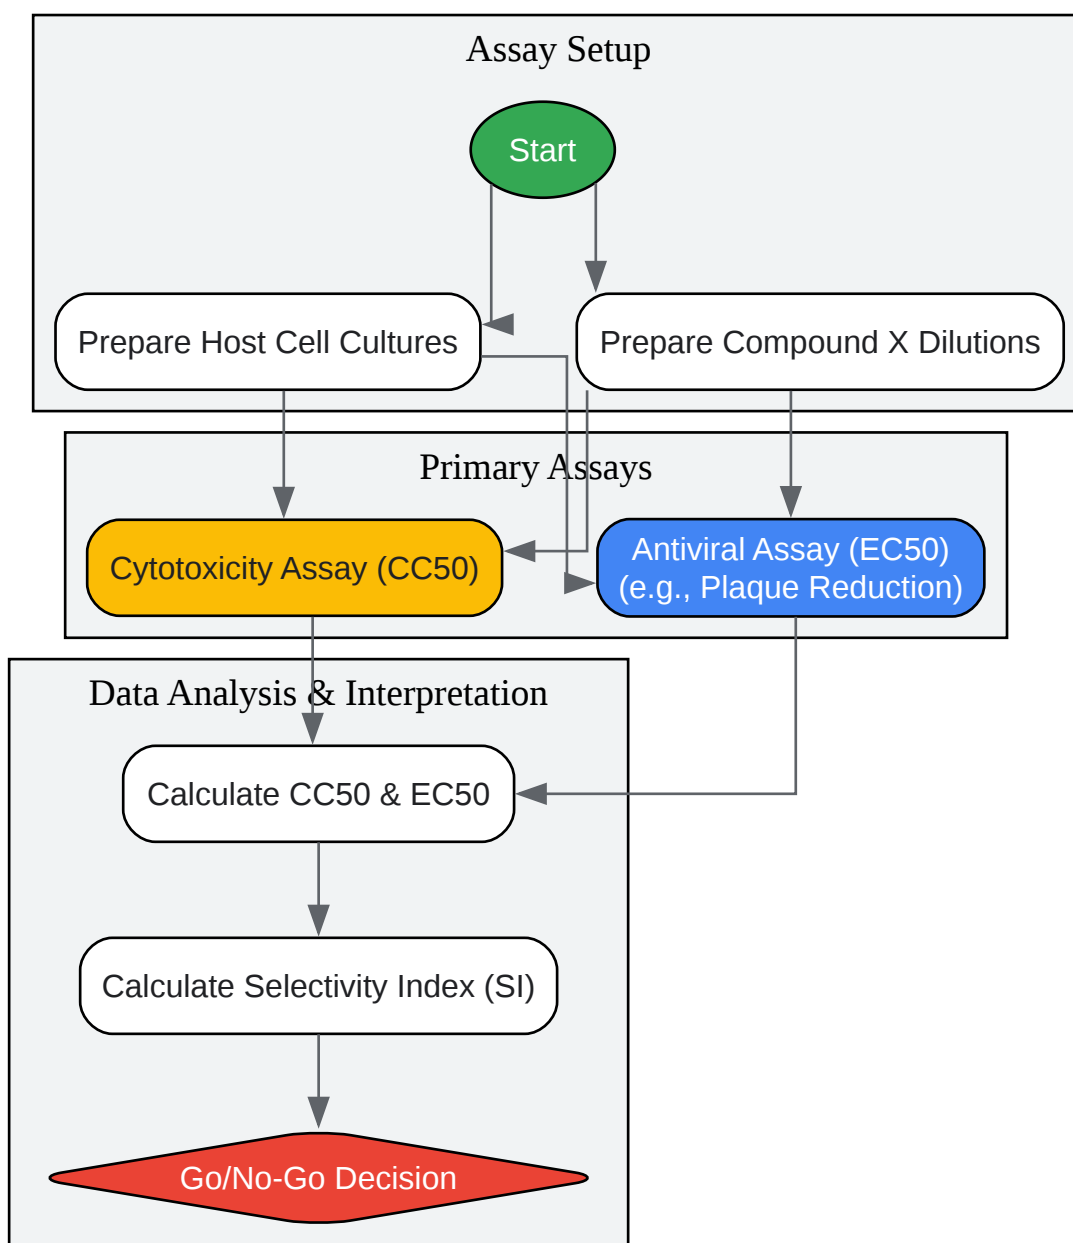 Assay Setup
Start
Prepare Host Cell Cultures
Prepare Compound X Dilutions
Primary Assays
Cytotoxicity Assay (CC50)
Antiviral Assay (EC50)
(e.g., Plaque Reduction)
Data Analysis & Interpretation
Calculate CC50 & EC50
Calculate Selectivity Index (SI)
Go/No-Go Decision